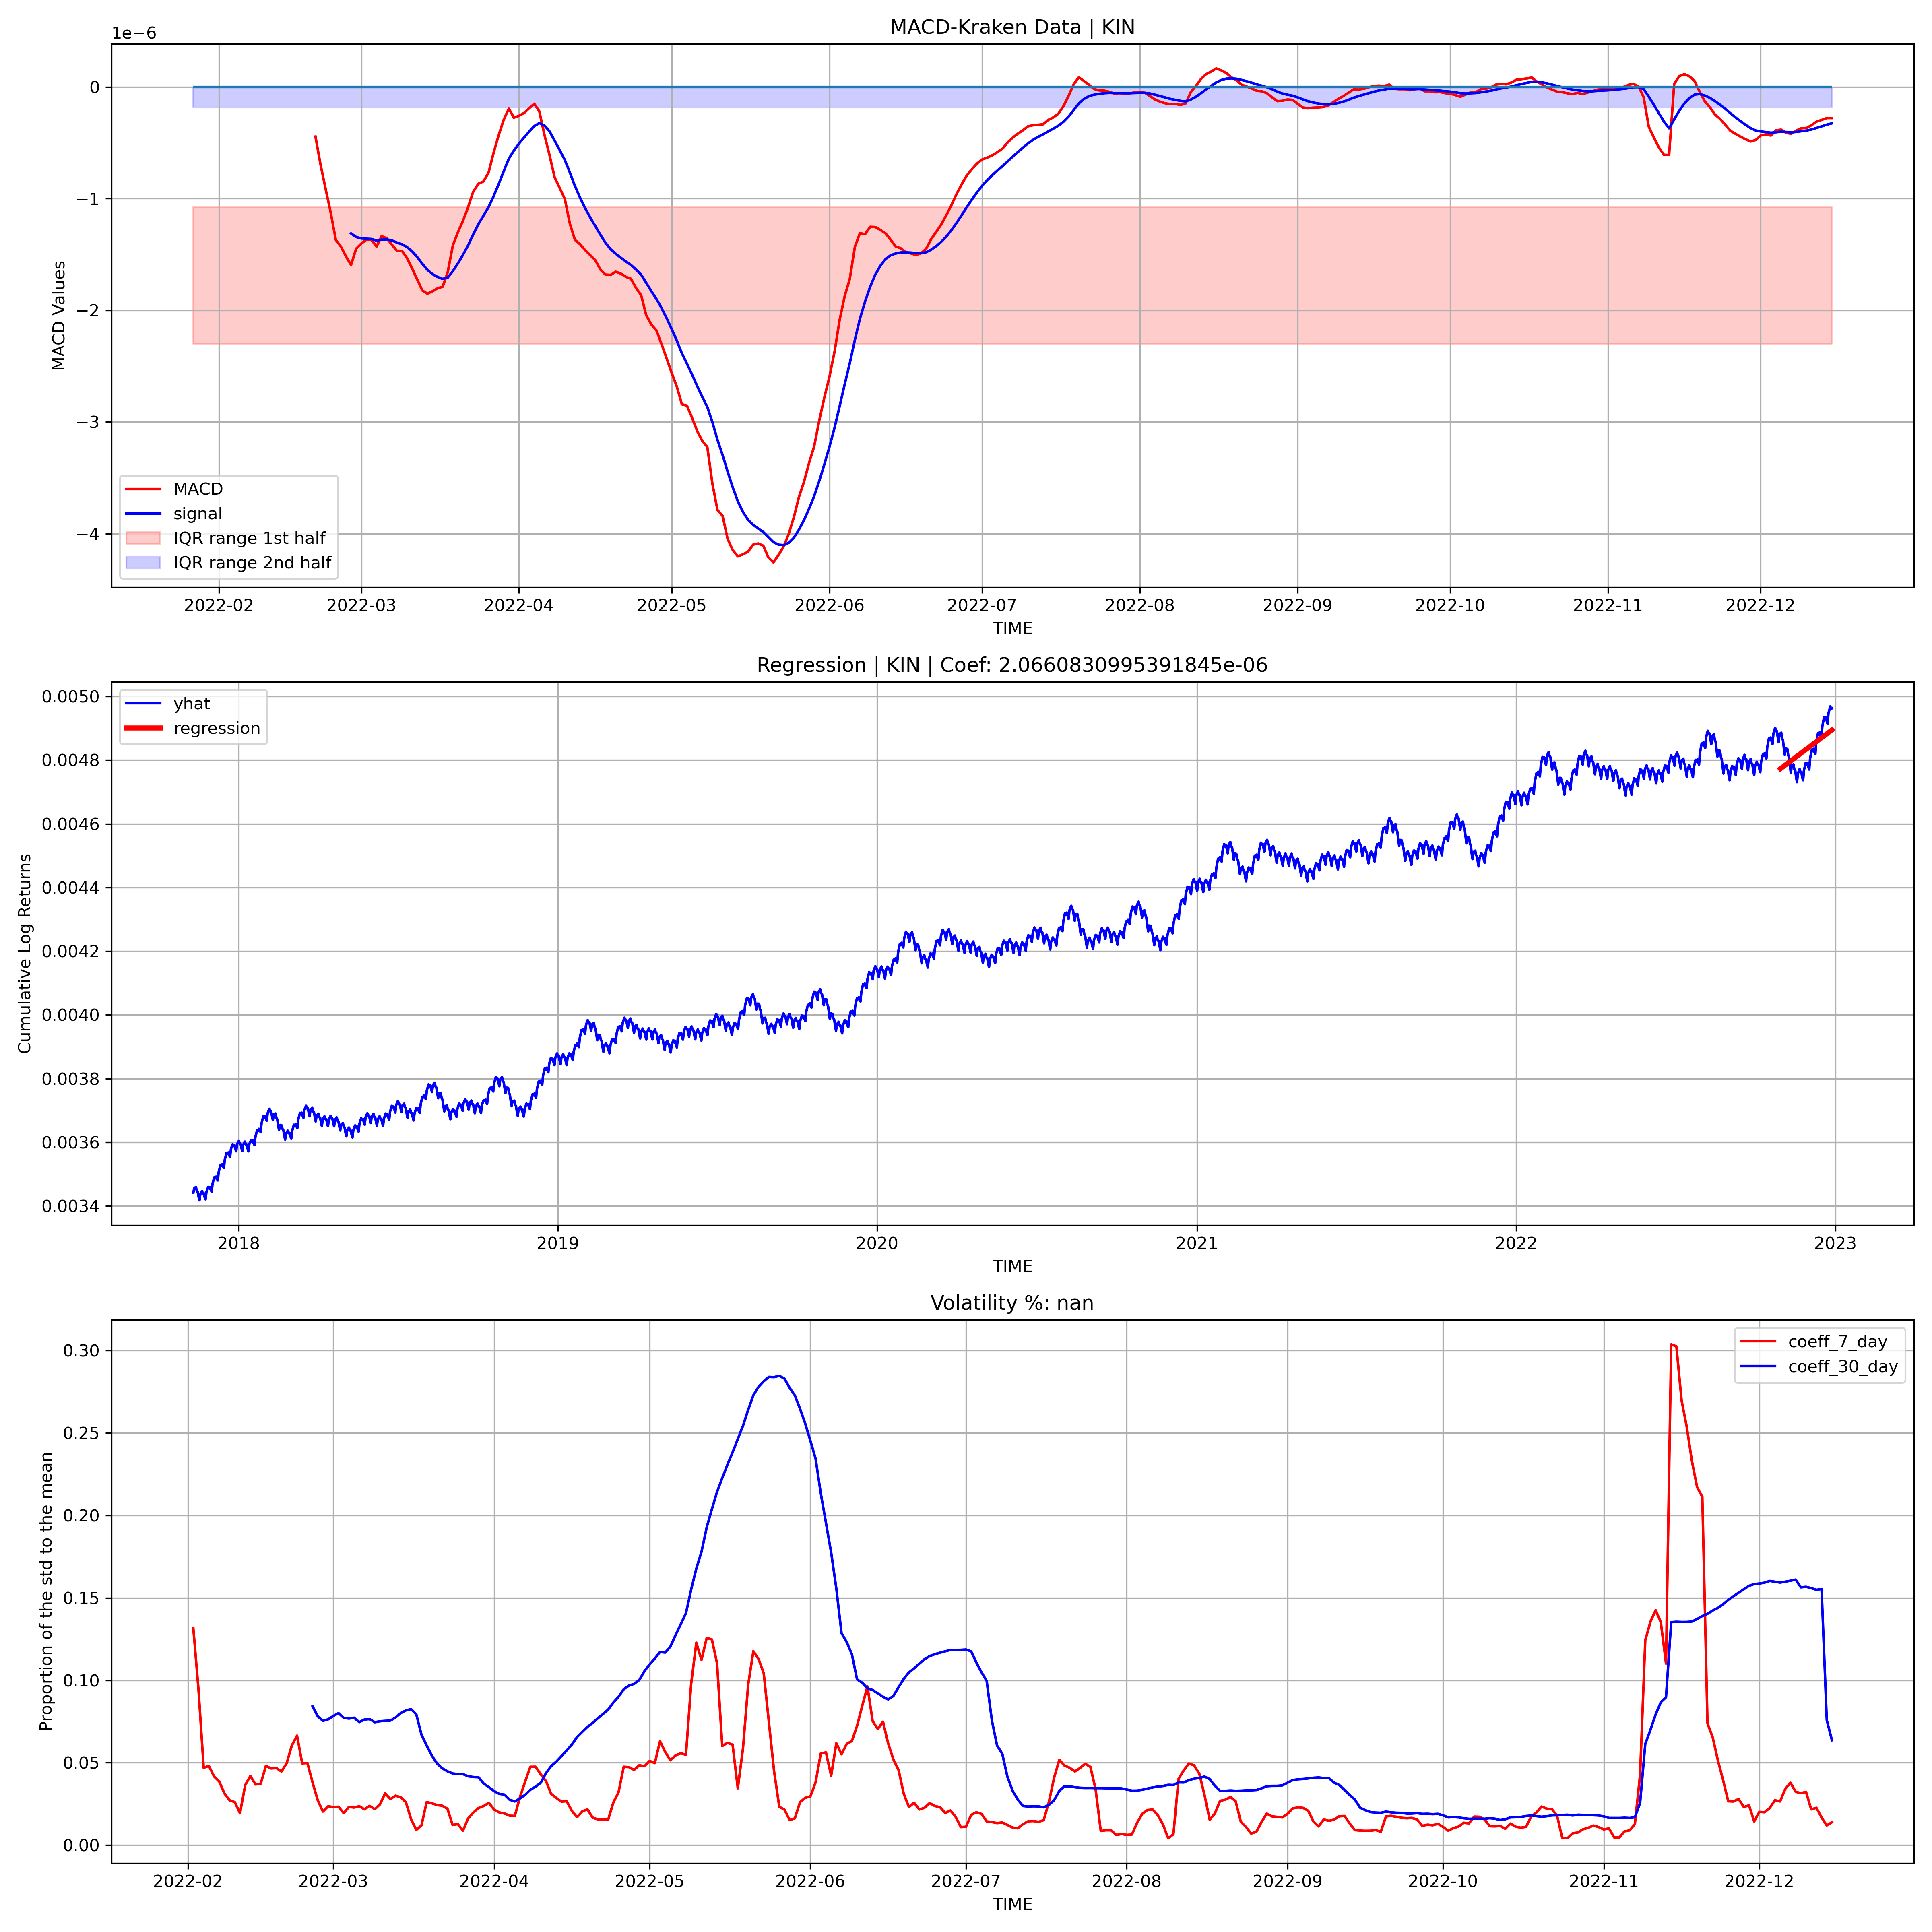 MACD-Kraken Data | KIN
1e−6
0
−1
−2
−3
−4
MACD Values
MACD
signal
IQR range 1st half
IQR range 2nd half
2022-02 2022-03 2022-04 2022-05 2022-06 2022-07 2022-08 2022-09 2022-10 2022-11 2022-12
TIME
Regression | KIN | Coef: 2.0660830995391845e-06
yhat
regression
0.0050
0.0048
0.0046
0.0044
0.0042
0.0040
0.0038
0.0036
0.0034
Cumulative Log Returns
2018 2019 2020 2021 2022 2023
TIME
Volatility %: nan
coeff_7_day
coeff_30_day
0.30
0.25
0.20
0.15
0.10
0.05
0.00
Proportion of the std to the mean
2022-02 2022-03 2022-04 2022-05 2022-06 2022-07 2022-08 2022-09 2022-10 2022-11 2022-12
TIME